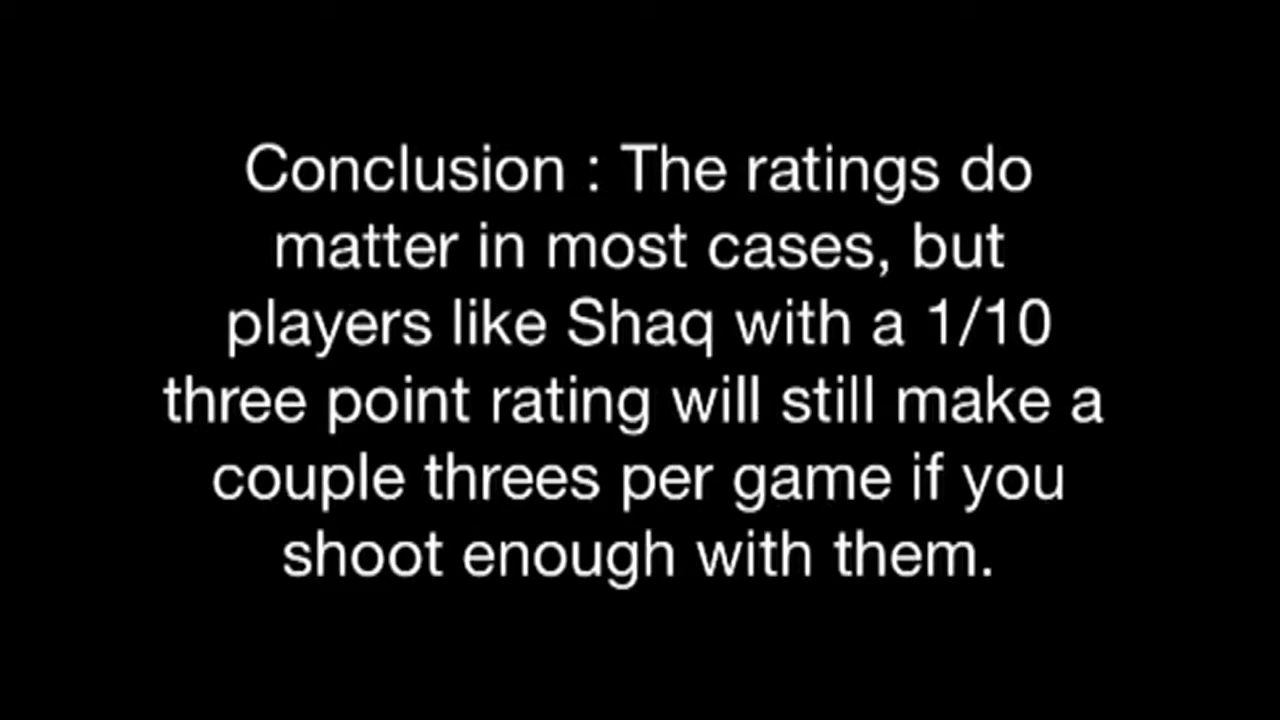 Conclusion : The ratings do
matter in most cases, but
players like Shaq with a 1/10
three point rating will still make a
couple threes per game if you
shoot enough with them.